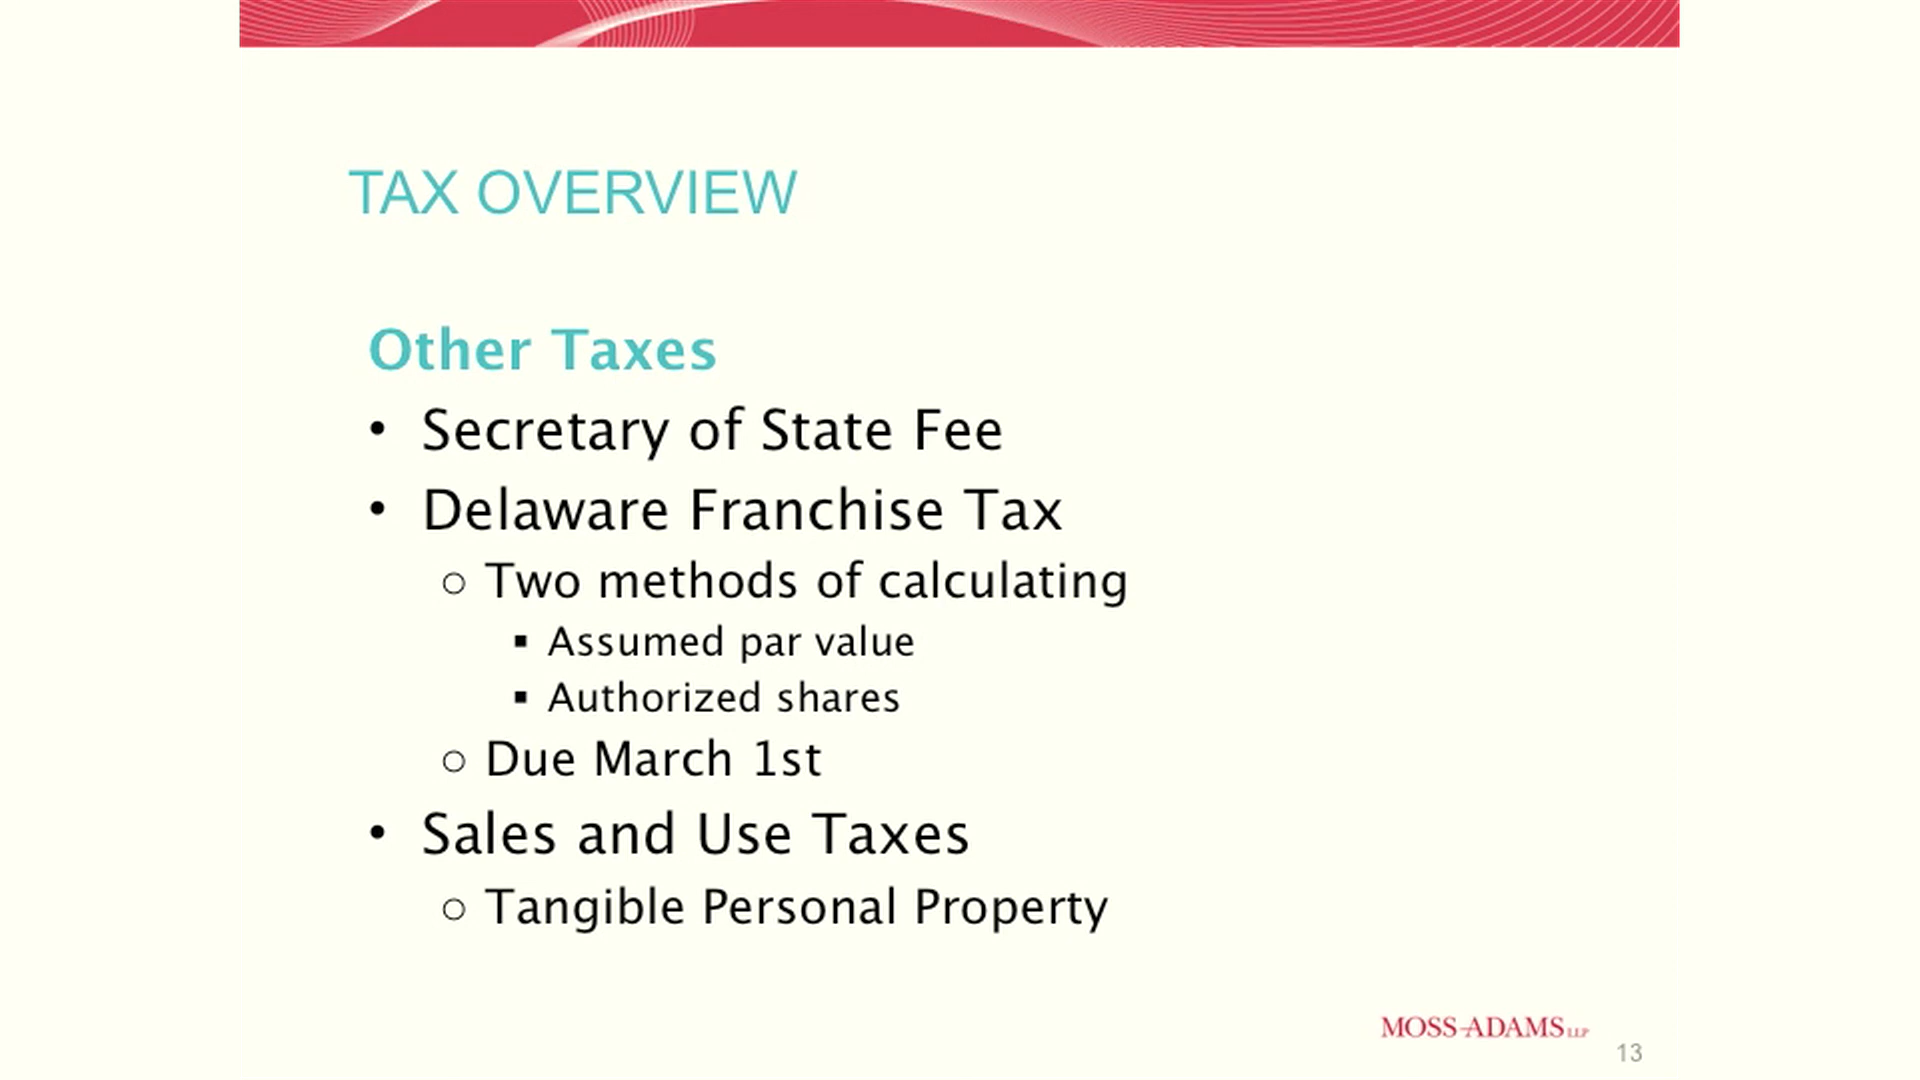 TAX OVERVIEW
Other Taxes
• Secretary of State Fee
• Delaware Franchise Tax
○ Two methods of calculating
▪ Assumed par value
▪ Authorized shares
○ Due March 1st
• Sales and Use Taxes
○ Tangible Personal Property
MOSS-ADAMS LLP
13